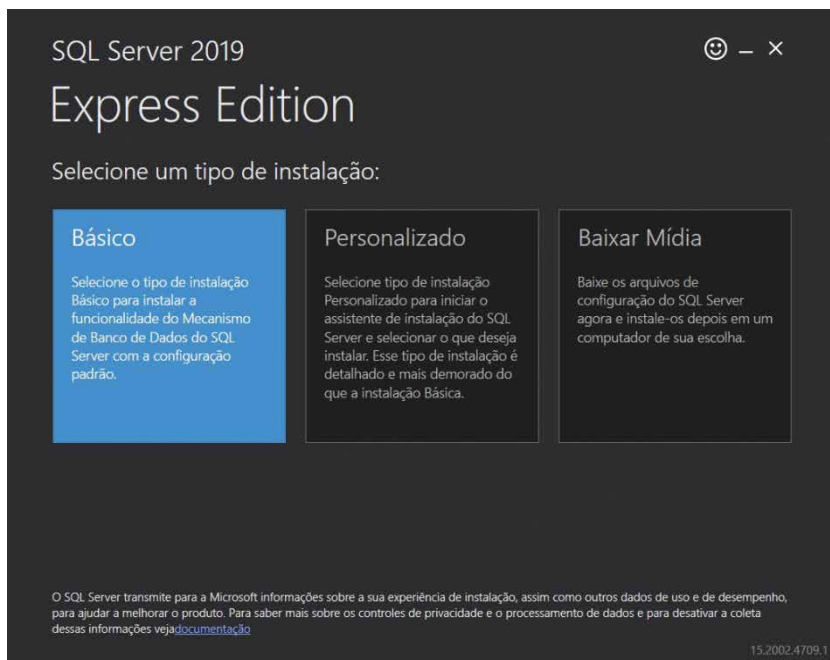 SQL Server 2019
Express Edition
Selecione um tipo de instalação:
Básico
Selecione o tipo de instalação
Básico para instalar a
funcionalidade do Mecanismo
de Banco de Dados do SQL
Server com a configuração
padrão.
Personalizado
Selecione tipo de instalação
Personalizado para iniciar o
assistente de instalação do SQL
Server e selecionar o que deseja
instalar. Esse tipo de instalação é
detalhado e mais demorado do
que a instalação Básica.
Baixar Mídia
Baixe os arquivos de
configuração do SQL Server
agora e instale-os depois em um
computador de sua escolha.
O SQL Server transmite para a Microsoft informações sobre a sua experiência de instalação, assim como outros dados de uso e de desempenho,
para ajudar a melhorar o produto. Para saber mais sobre os controles de privacidade e o processamento de dados e para desativar a coleta
dessas informações vejadocumentação
15.2002.4709.1